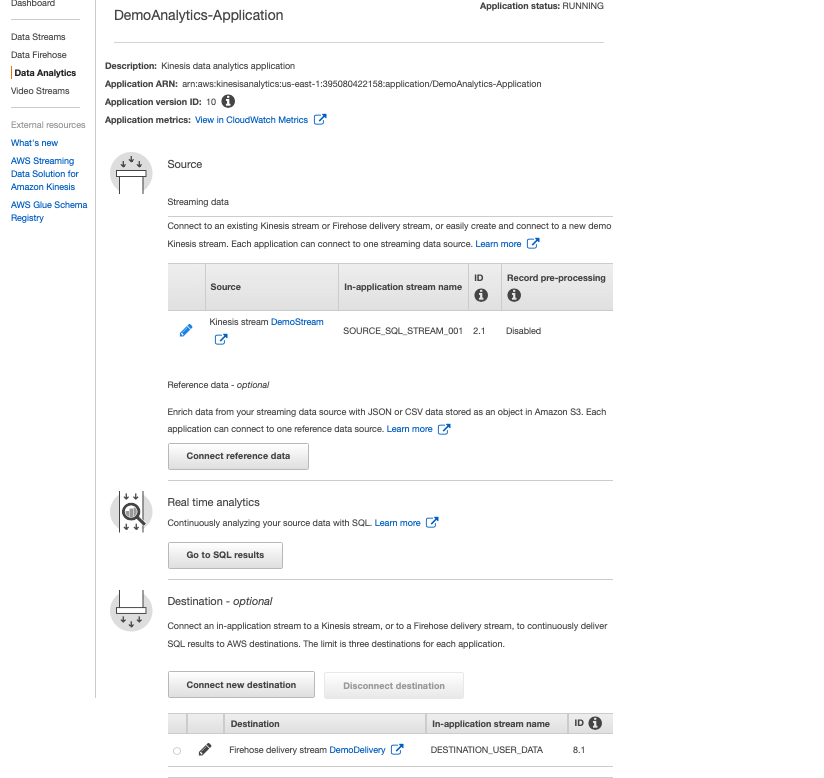 Dashboard
Data Streams
Data Firehose
Data Analytics
Video Streams
External resources
What's new
AWS Streaming
Data Solution for
Amazon Kinesis
AWS Glue Schema
Registry
DemoAnalytics-Application
Application status: RUNNING
Description: Kinesis data analytics application
Application ARN: arn:aws:kinesisanalytics:us-east-1:395080422158:application/DemoAnalytics-Application
Application version ID: 10
Application metrics: View in CloudWatch Metrics
Source
Streaming data
Connect to an existing Kinesis stream or Firehose delivery stream, or easily create and connect to a new demo
Kinesis stream. Each application can connect to one streaming data source. Learn more
Source In-application stream name ID Record pre-processing
Kinesis stream DemoStream SOURCE_SQL_STREAM_001 2.1 Disabled
Reference data - optional
Enrich data from your streaming data source with JSON or CSV data stored as an object in Amazon S3. Each
application can connect to one reference data source. Learn more
Connect reference data
Real time analytics
Continuously analyzing your source data with SQL. Learn more
Go to SQL results
Destination - optional
Connect an in-application stream to a Kinesis stream, or to a Firehose delivery stream, to continuously deliver
SQL results to AWS destinations. The limit is three destinations for each application.
Connect new destination Disconnect destination
Destination In-application stream name ID
Firehose delivery stream DemoDelivery DESTINATION_USER_DATA 8.1